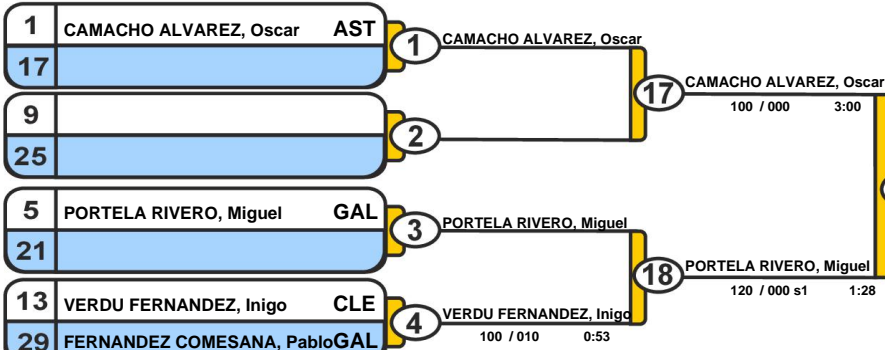 1 CAMACHO ALVAREZ, Oscar AST
17
9
25
5 PORTELA RIVERO, Miguel GAL
21
13 VERDU FERNANDEZ, Inigo CLE
29 FERNANDEZ COMESANA, Pablo GAL
1 CAMACHO ALVAREZ, Oscar
2
3 PORTELA RIVERO, Miguel
4 VERDU FERNANDEZ, Inigo
100 / 010 0:53
17 CAMACHO ALVAREZ, Oscar
100 / 000 3:00
18 PORTELA RIVERO, Miguel
120 / 000 s1 1:28